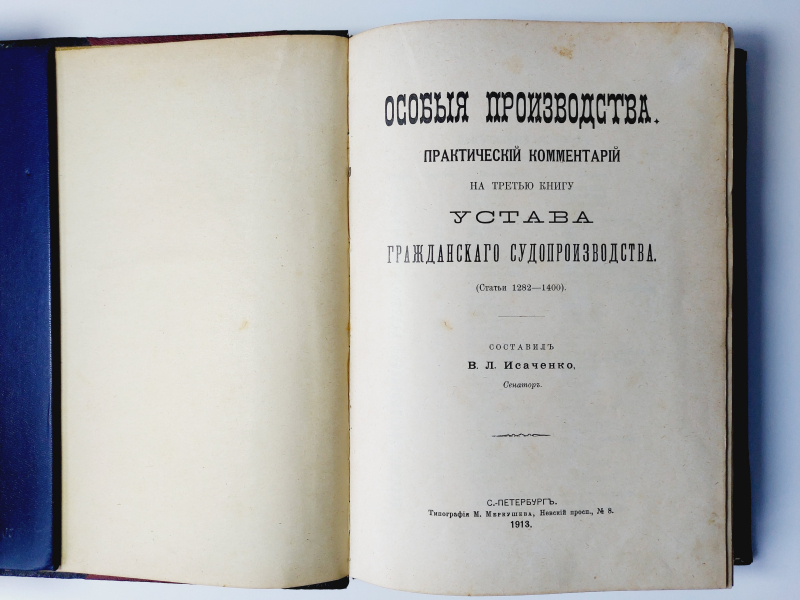 ОСОБЫЯ ПРОИЗВОДСТВА.
ПРАКТИЧЕСКІЙ КОММЕНТАРІЙ
НА ТРЕТЬЮ КНИГУ
УСТАВА
ГРАЖДАНСКАГО СУДОПРОИЗВОДСТВА.
(Статьи 1282—1400).
СОСТАВИЛЪ
В. Л. Исаченко,
Сенаторъ.
С.-ПЕТЕРБУРГЪ.
Типографія М. Меркушева, Невскій просп., № 8.
1913.